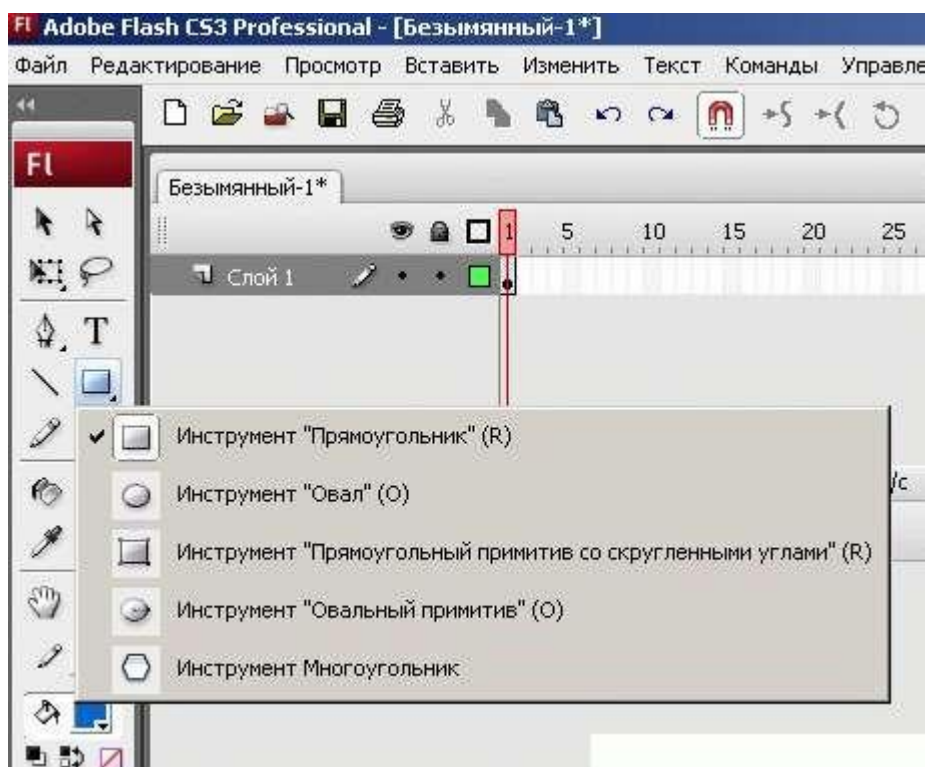 Fl Adobe Flash CS3 Professional - [Безымянный-1*]
Файл Редактирование Просмотр Вставить Изменить Текст Команды Управле
Fl
Безымянный-1*
1 5 10 15 20 25
Слой 1
T
Инструмент "Прямоугольник" (R)
Инструмент "Овал" (O)
/с
Инструмент "Прямоугольный примитив со скругленными углами" (R)
Инструмент "Овальный примитив" (O)
Инструмент Многоугольник